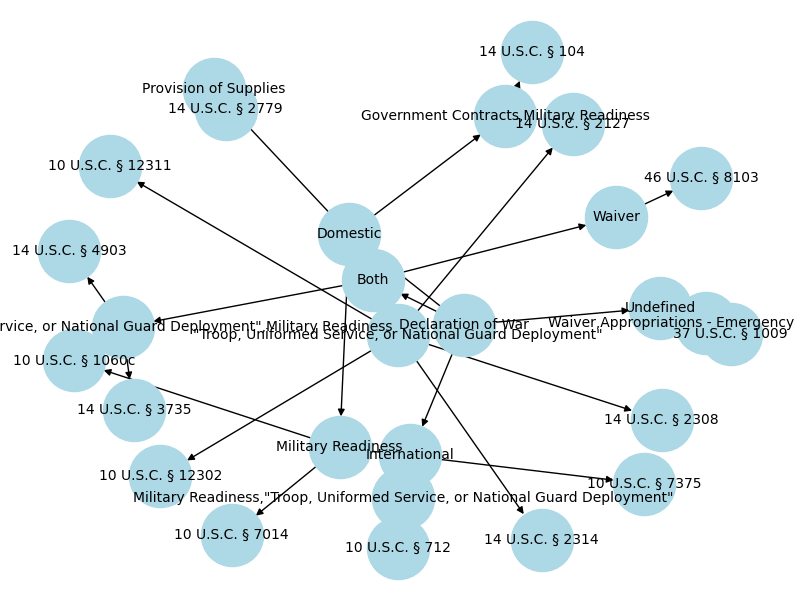 14 U.S.C. § 104
Provision of Supplies
14 U.S.C. § 2779
Government Contracts,Military Readiness
14 U.S.C. § 2127
10 U.S.C. § 12311
46 U.S.C. § 8103
Waiver
Domestic
14 U.S.C. § 4903
Both
Undefined
rvice, or National Guard Deployment",Military Readiness
Declaration of War
Waiver,Appropriations - Emergency
"Troop, Uniformed Service, or National Guard Deployment"
37 U.S.C. § 1009
10 U.S.C. § 1060c
14 U.S.C. § 3735
14 U.S.C. § 2308
Military Readiness
International
10 U.S.C. § 12302
10 U.S.C. § 7375
Military Readiness,"Troop, Uniformed Service, or National Guard Deployment"
10 U.S.C. § 7014
14 U.S.C. § 2314
10 U.S.C. § 712